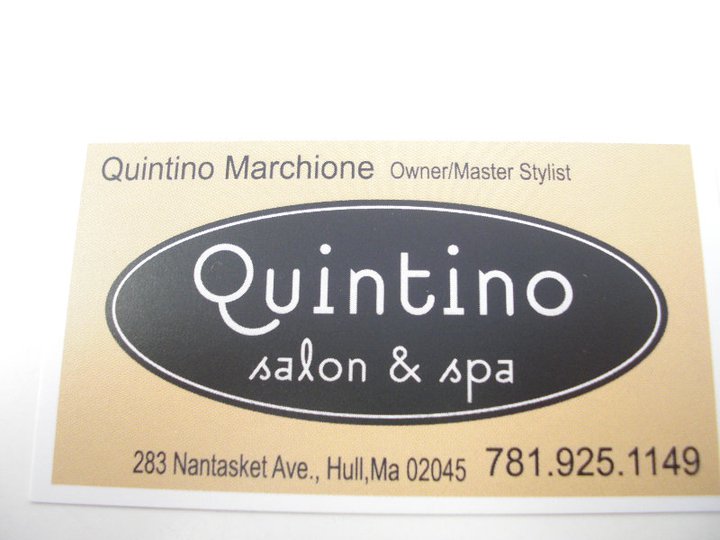 Quintino Marchione Owner/Master Stylist
Quintino
salon & spa
283 Nantasket Ave., Hull,Ma 02045 781.925.1149